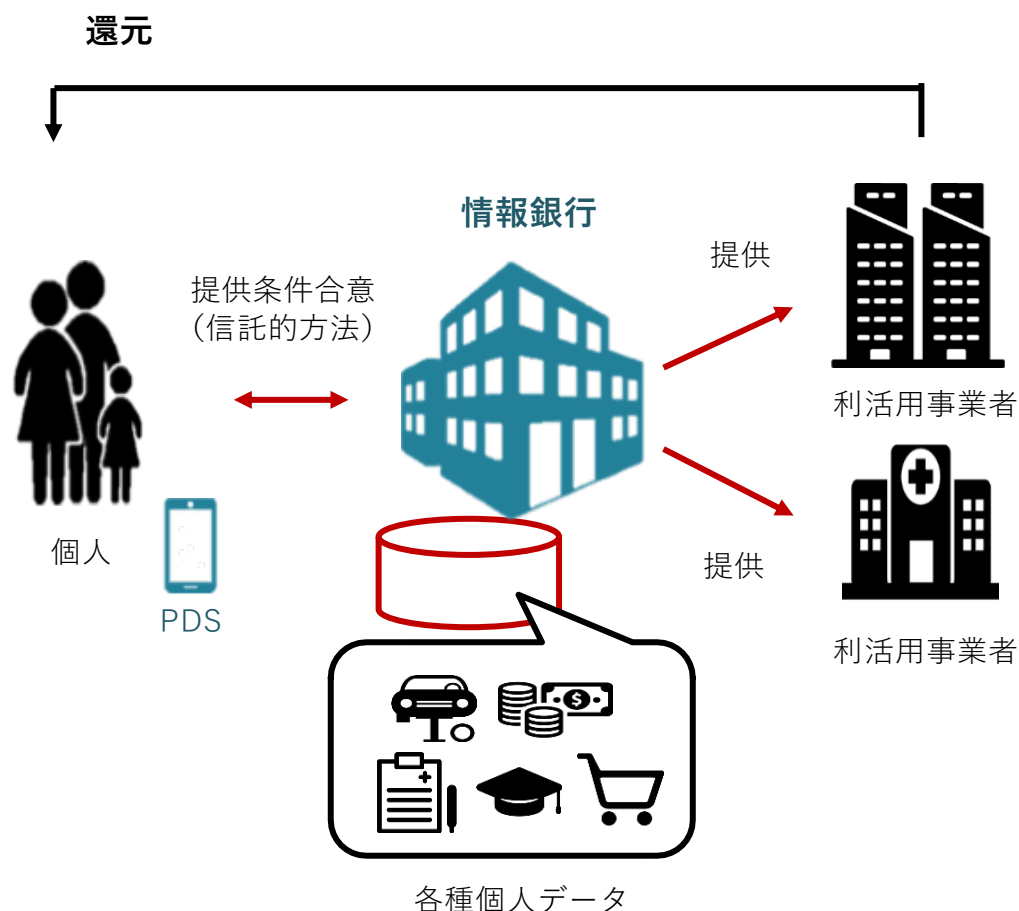 還元
情報銀行
提供
提供条件合意
（信託的方法）
利活用事業者
個人
PDS
提供
利活用事業者
各種個人データ